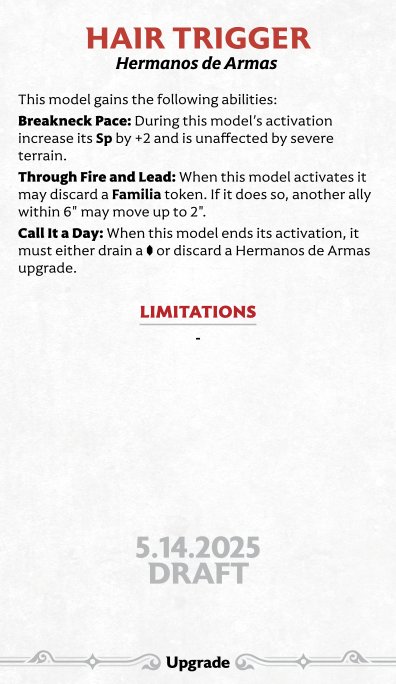 HAIR TRIGGER
Hermanos de Armas
This model gains the following abilities:
Breakneck Pace: During this model's activation
increase its Sp by +2 and is unaffected by severe
terrain.
Through Fire and Lead: When this model activates it
may discard a Familia token. If it does so, another ally
within 6" may move up to 2".
Call It a Day: When this model ends its activation, it
must either drain a ⬮ or discard a Hermanos de Armas
upgrade.
LIMITATIONS
-
5.14.2025
DRAFT
Upgrade